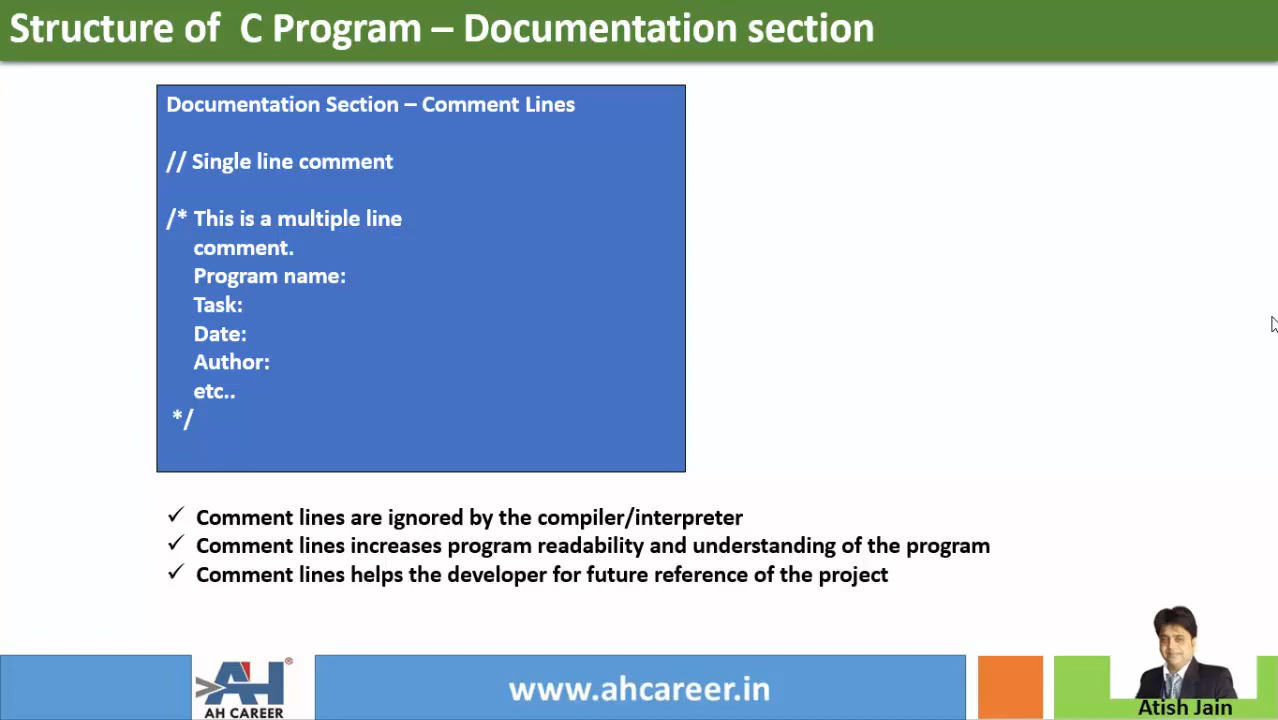 Structure of C Program – Documentation section
Documentation Section – Comment Lines
// Single line comment
/* This is a multiple line
comment.
Program name:
Task:
Date:
Author:
etc..
*/
✓ Comment lines are ignored by the compiler/interpreter
✓ Comment lines increases program readability and understanding of the program
✓ Comment lines helps the developer for future reference of the project
AH®
AH CAREER
www.ahcareer.in
Atish Jain